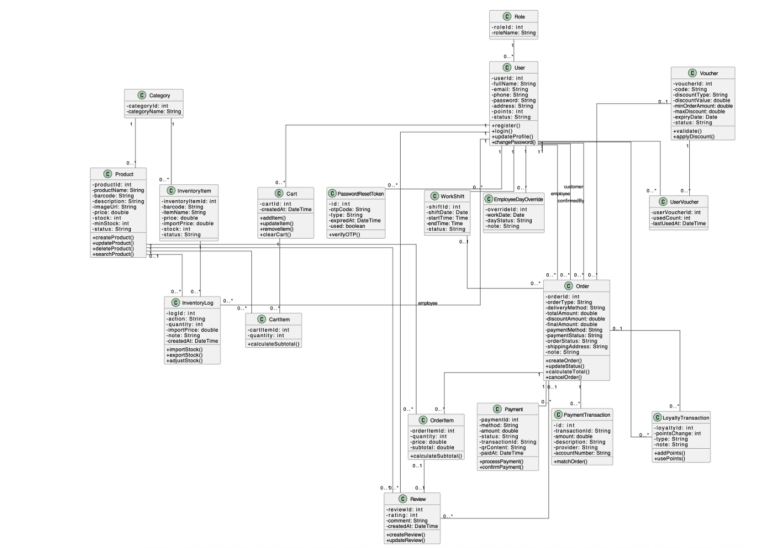 C Role
-roleId: int
-roleName: String
1
0..*
C User
-userId: int
-fullName: String
-email: String
-phone: String
-password: String
-address: String
-points: int
-status: String
+register()
+login()
+updateProfile()
+changePassword()
C Voucher
-voucherId: int
-code: String
-discountType: String
-discountValue: double
-minOrderAmount: double
-maxDiscount: double
-expiryDate: Date
-status: String
+validate()
+applyDiscount()
C Category
-categoryId: int
-categoryName: String
C Product
-productId: int
-productName: String
-barcode: String
-description: String
-imageUrl: String
-price: double
-stock: int
-minStock: int
-status: String
+createProduct()
+updateProduct()
+deleteProduct()
+searchProduct()
C InventoryItem
-inventoryItemId: int
-barcode: String
-itemName: String
-price: double
-importPrice: double
-stock: int
-status: String
C Cart
-cartId: int
-createdAt: DateTime
+addItem()
+updateItem()
+removeItem()
+clearCart()
C PasswordResetToken
-id: int
-otpCode: String
-type: String
-expiredAt: DateTime
-used: boolean
+verifyOTP()
C WorkShift
-shiftId: int
-shiftDate: Date
-startTime: Time
-endTime: Time
-status: String
C EmployeeDayOverride
-overrideId: int
-workDate: Date
-dayStatus: String
-note: String
customer
employee
confirmedBy
C UserVoucher
-userVoucherId: int
-usedCount: int
-lastUsedAt: DateTime
C InventoryLog
-logId: int
-action: String
-quantity: int
-importPrice: double
-note: String
-createdAt: DateTime
+importStock()
+exportStock()
+adjustStock()
C CartItem
-cartItemId: int
-quantity: int
+calculateSubtotal()
employee
C Order
-orderId: int
-orderType: String
-deliveryMethod: String
-totalAmount: double
-discountAmount: double
-finalAmount: double
-paymentMethod: String
-paymentStatus: String
-orderStatus: String
-shippingAddress: String
-note: String
+createOrder()
+updateStatus()
+calculateTotal()
+cancelOrder()
C OrderItem
-orderItemId: int
-quantity: int
-price: double
-subtotal: double
+calculateSubtotal()
C Payment
-paymentId: int
-method: String
-amount: double
-status: String
-transactionId: String
-qrContent: String
-paidAt: DateTime
+processPayment()
+confirmPayment()
C PaymentTransaction
-id: int
-transactionId: String
-amount: double
-description: String
-provider: String
-accountNumber: String
+matchOrder()
C LoyaltyTransaction
-loyaltyId: int
-pointsChange: int
-type: String
-note: String
+addPoints()
+usePoints()
C Review
-reviewId: int
-rating: int
-comment: String
-createdAt: DateTime
+createReview()
+updateReview()